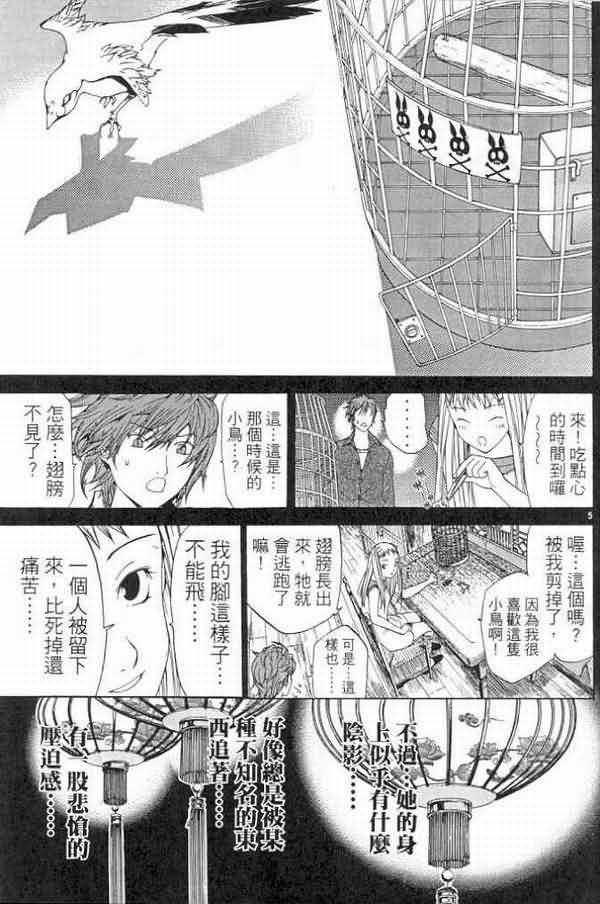 來！吃點心
的時間到囉
～～～～
……
這…這是…
那個時候的
小鳥…？
怎麼…翅膀
不見了？
5
喔…這個嗎？
被我剪掉了，
因為我很
喜歡這隻
小鳥啊！
翅膀長出
來，牠就
會逃跑了
嘛！
可是…這
樣也……
我的腳這樣子…
不能飛……
一個人被留下
來，比死掉還
痛苦……
不過…她的身
上似乎有什麼
陰影……
好像總是被某
種不知名的東
西追著……
有一股悲愴的
壓迫感……